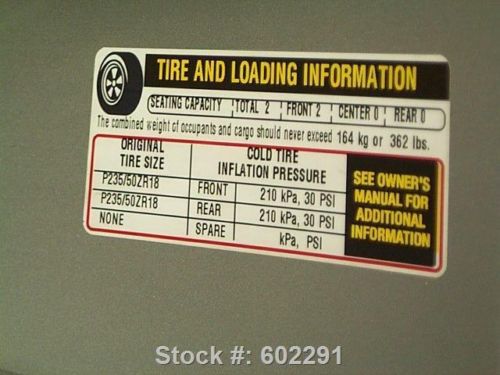 TIRE AND LOADING INFORMATION
SEATING CAPACITY TOTAL 2 FRONT 2 CENTER 0 REAR 0
The combined weight of occupants and cargo should never exceed 164 kg or 362 lbs.
ORIGINAL TIRE SIZE
COLD TIRE INFLATION PRESSURE
P235/50ZR18 FRONT 210 kPa, 30 PSI
P235/50ZR18 REAR 210 kPa, 30 PSI
NONE SPARE kPa, PSI
SEE OWNER'S
MANUAL FOR
ADDITIONAL
INFORMATION
Stock #: 602291